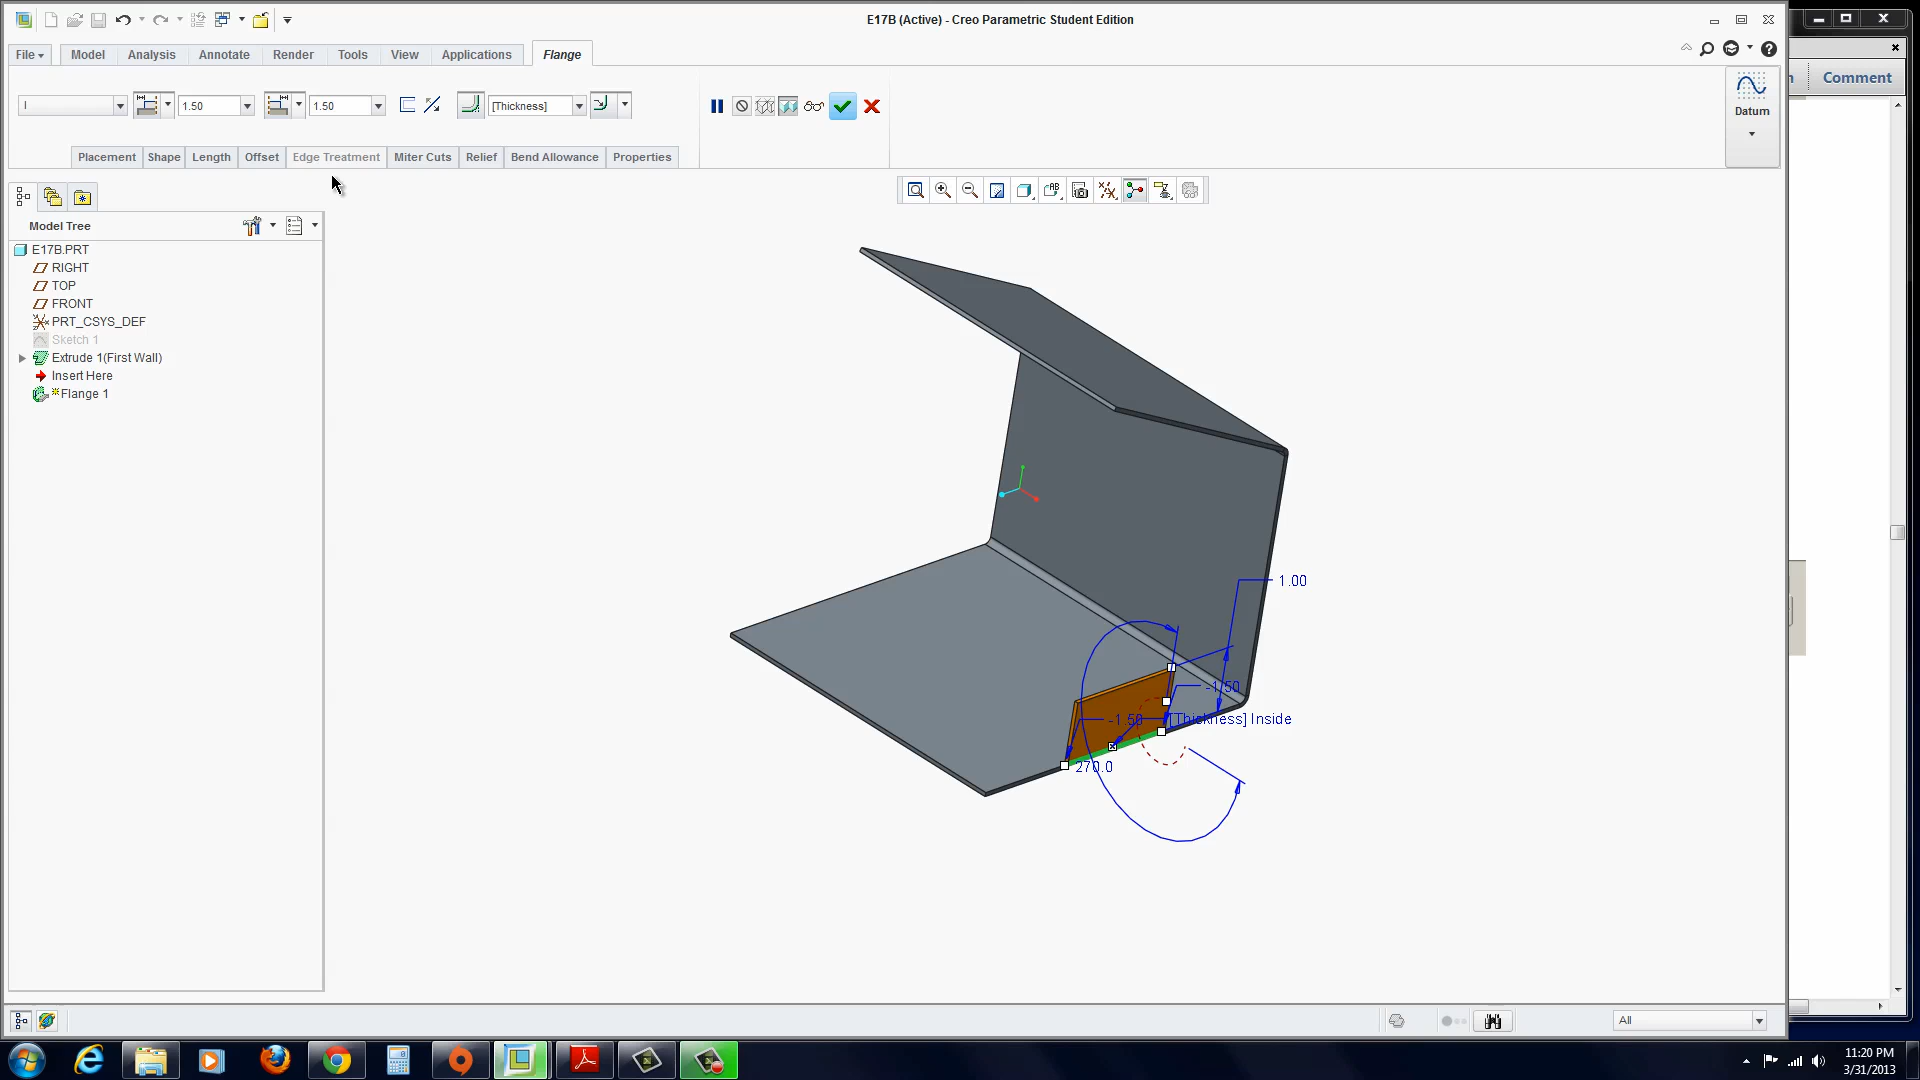 E17B (Active) - Creo Parametric Student Edition
File Model Analysis Annotate Render Tools View Applications Flange
Comment
I 1.50 1.50 [Thickness]
Datum
Placement Shape Length Offset Edge Treatment Miter Cuts Relief Bend Allowance Properties
Model Tree
E17B.PRT
RIGHT
TOP
FRONT
PRT_CSYS_DEF
Sketch 1
Extrude 1(First Wall)
Insert Here
Flange 1
1.00
-1.50
-1.50
[Thickness] Inside
270.0
All
11:20 PM
3/31/2013